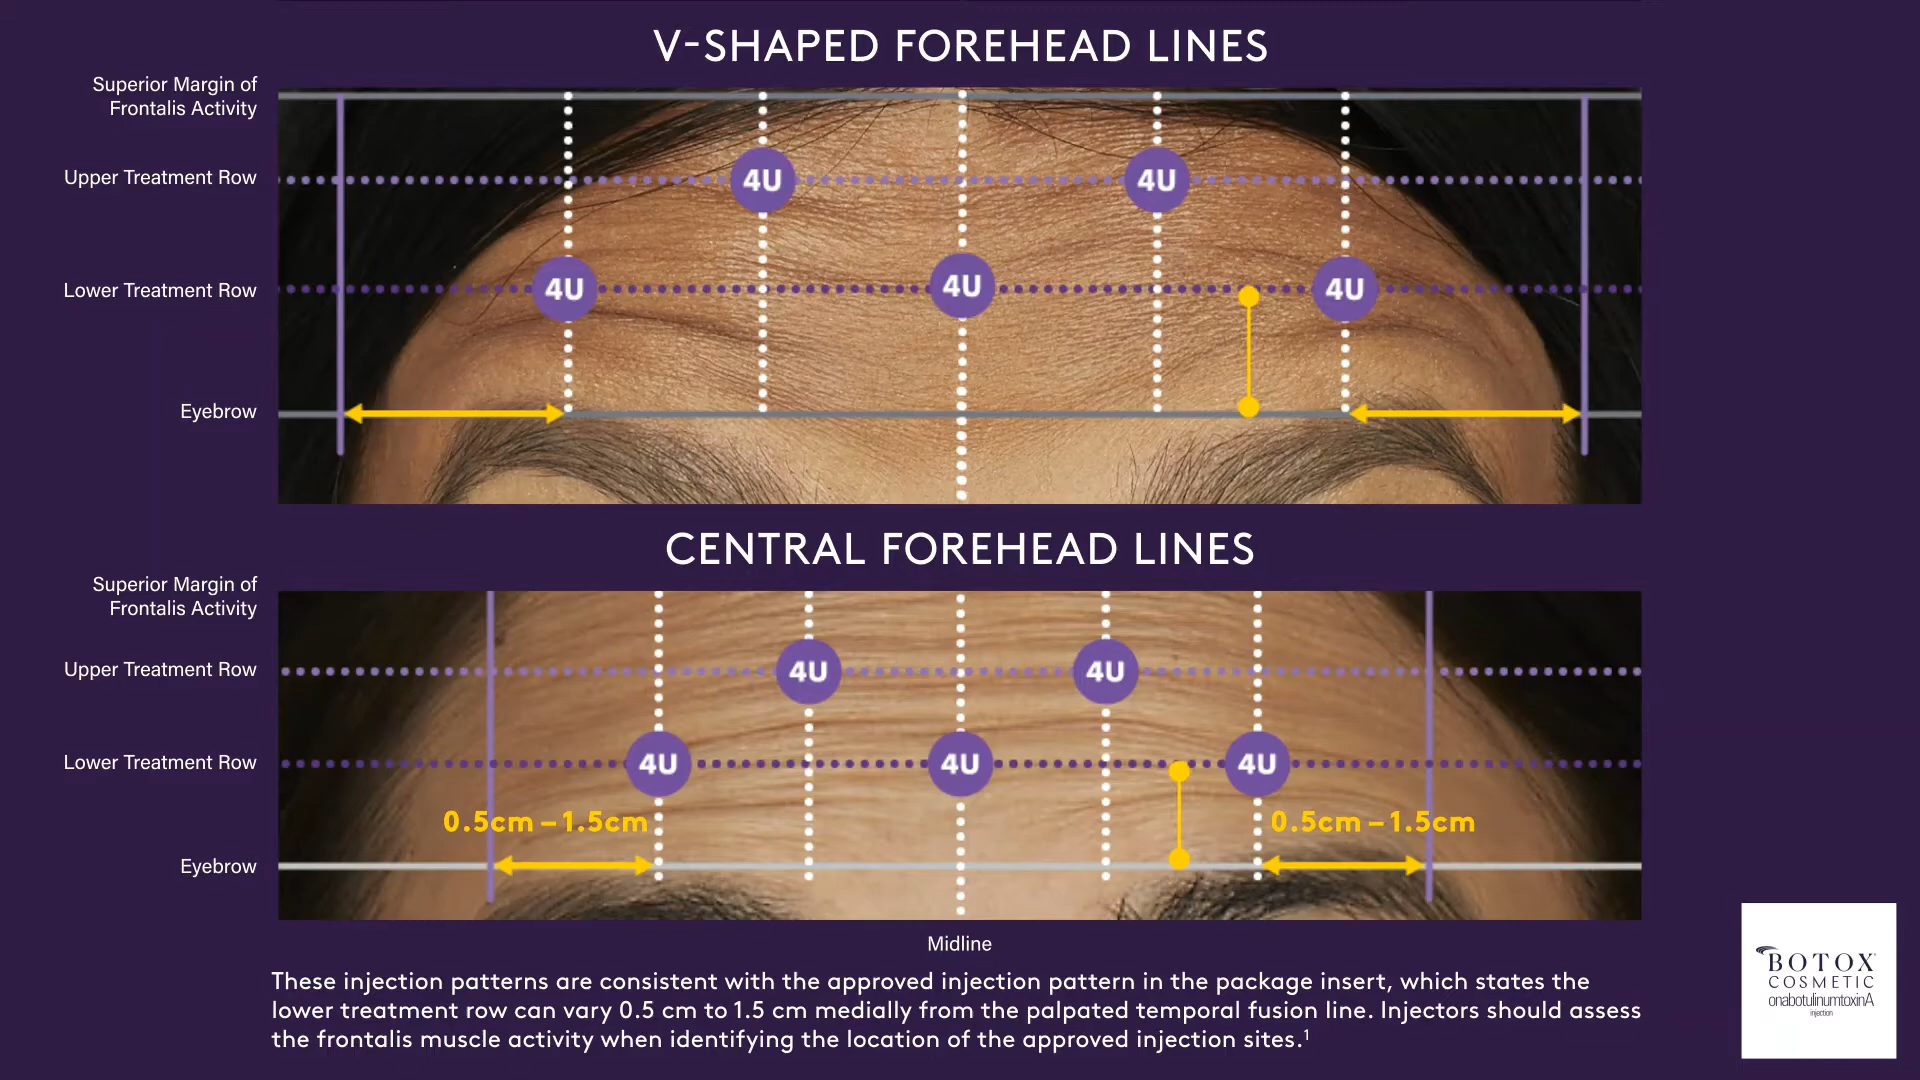 V-SHAPED FOREHEAD LINES
Superior Margin of
Frontalis Activity
Upper Treatment Row
4U
4U
Lower Treatment Row
4U
4U
4U
Eyebrow
CENTRAL FOREHEAD LINES
Superior Margin of
Frontalis Activity
Upper Treatment Row
4U
4U
Lower Treatment Row
4U
4U
4U
0.5cm – 1.5cm
0.5cm – 1.5cm
Eyebrow
Midline
These injection patterns are consistent with the approved injection pattern in the package insert, which states the
lower treatment row can vary 0.5 cm to 1.5 cm medially from the palpated temporal fusion line. Injectors should assess
the frontalis muscle activity when identifying the location of the approved injection sites.¹
BOTOX
COSMETIC
onabotulinumtoxinA
injection